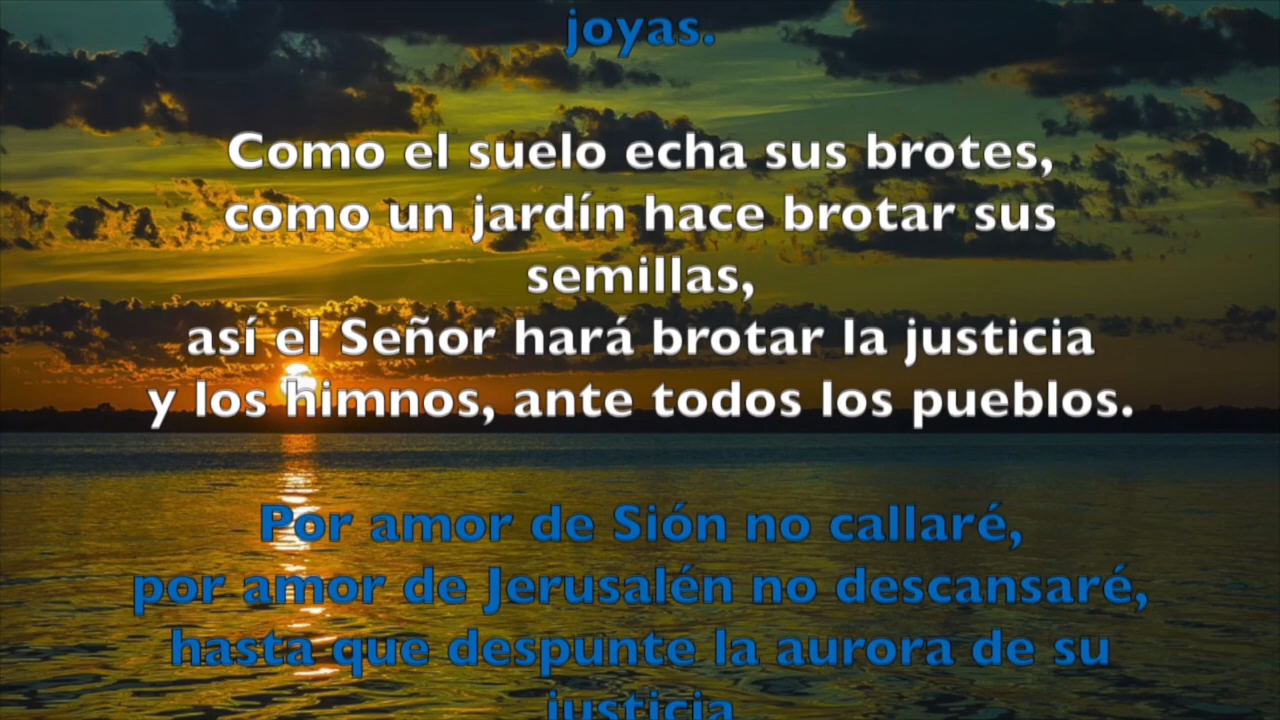 joyas.
Como el suelo echa sus brotes,
como un jardín hace brotar sus
semillas,
así el Señor hará brotar la justicia
y los himnos, ante todos los pueblos.
Por amor de Sión no callaré,
por amor de Jerusalén no descansaré,
hasta que despunte la aurora de su
justicia